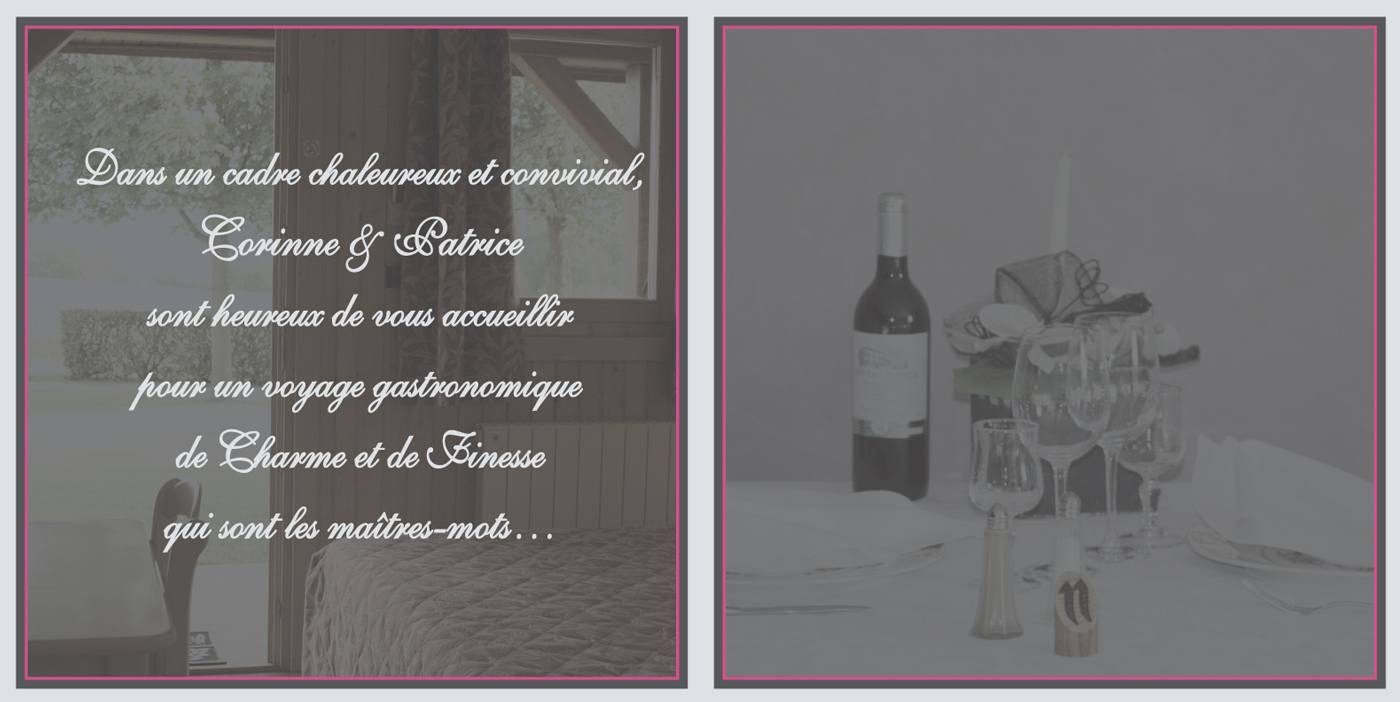 Dans un cadre chaleureux et convivial,
Corinne & Patrice
sont heureux de vous accueillir
pour un voyage gastronomique
de Charme et de Finesse
qui sont les maîtres-mots...